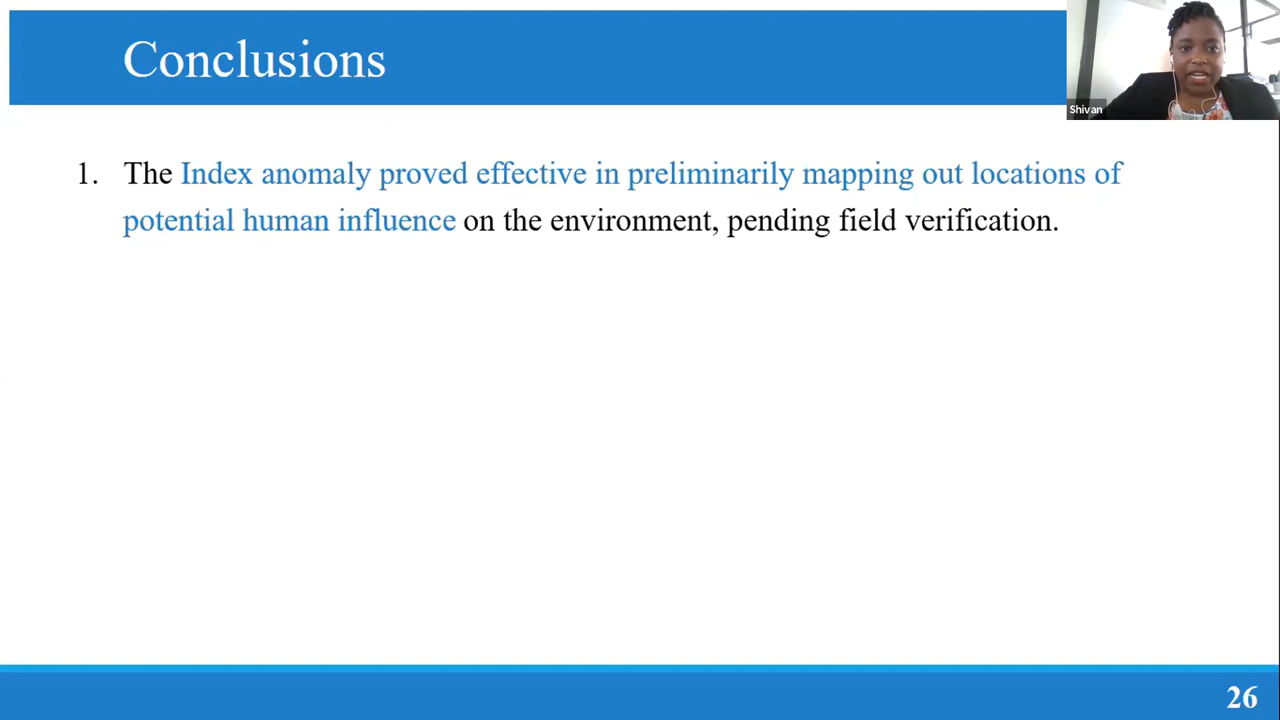 Conclusions
Shivan
1. The Index anomaly proved effective in preliminarily mapping out locations of
potential human influence on the environment, pending field verification.
26